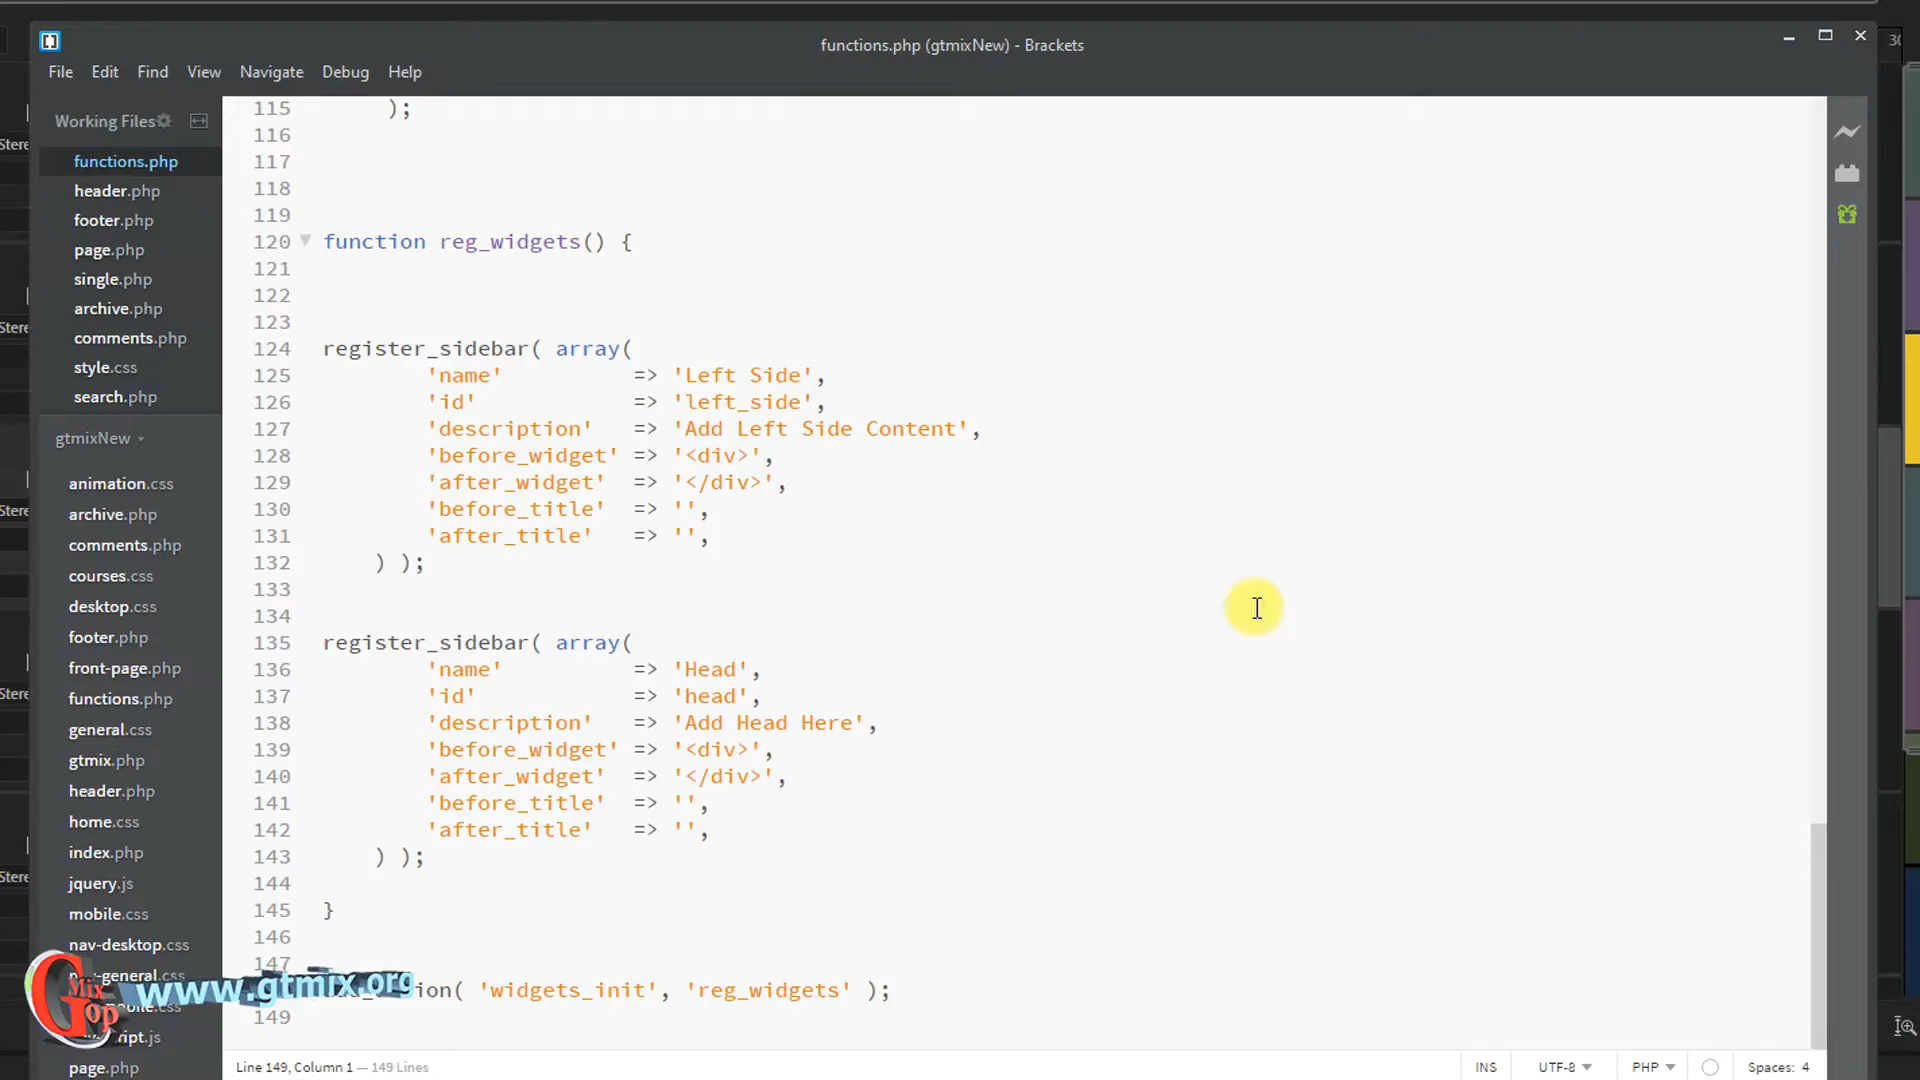 functions.php (gtmixNew) - Brackets
30
File Edit Find View Navigate Debug Help
Working Files
functions.php
header.php
footer.php
page.php
single.php
archive.php
comments.php
style.css
search.php
gtmixNew
animation.css
archive.php
comments.php
courses.css
desktop.css
footer.php
front-page.php
functions.php
general.css
gtmix.php
header.php
home.css
index.php
jquery.js
mobile.css
nav-desktop.css
page.php
Stere
Stere
Stere
Stere
Stere
115 );
116
117
118
119
120 function reg_widgets() {
121
122
123
124 register_sidebar( array(
125 'name' => 'Left Side',
126 'id' => 'left_side',
127 'description' => 'Add Left Side Content',
128 'before_widget' => '<div>',
129 'after_widget' => '</div>',
130 'before_title' => '',
131 'after_title' => '',
132 ) );
133
134
135 register_sidebar( array(
136 'name' => 'Head',
137 'id' => 'head',
138 'description' => 'Add Head Here',
139 'before_widget' => '<div>',
140 'after_widget' => '</div>',
141 'before_title' => '',
142 'after_title' => '',
143 ) );
144
145 }
146
147
ion( 'widgets_init', 'reg_widgets' );
149
G Mix Top www.gtmix.org
Line 149, Column 1 — 149 Lines
INS UTF-8 PHP Spaces: 4